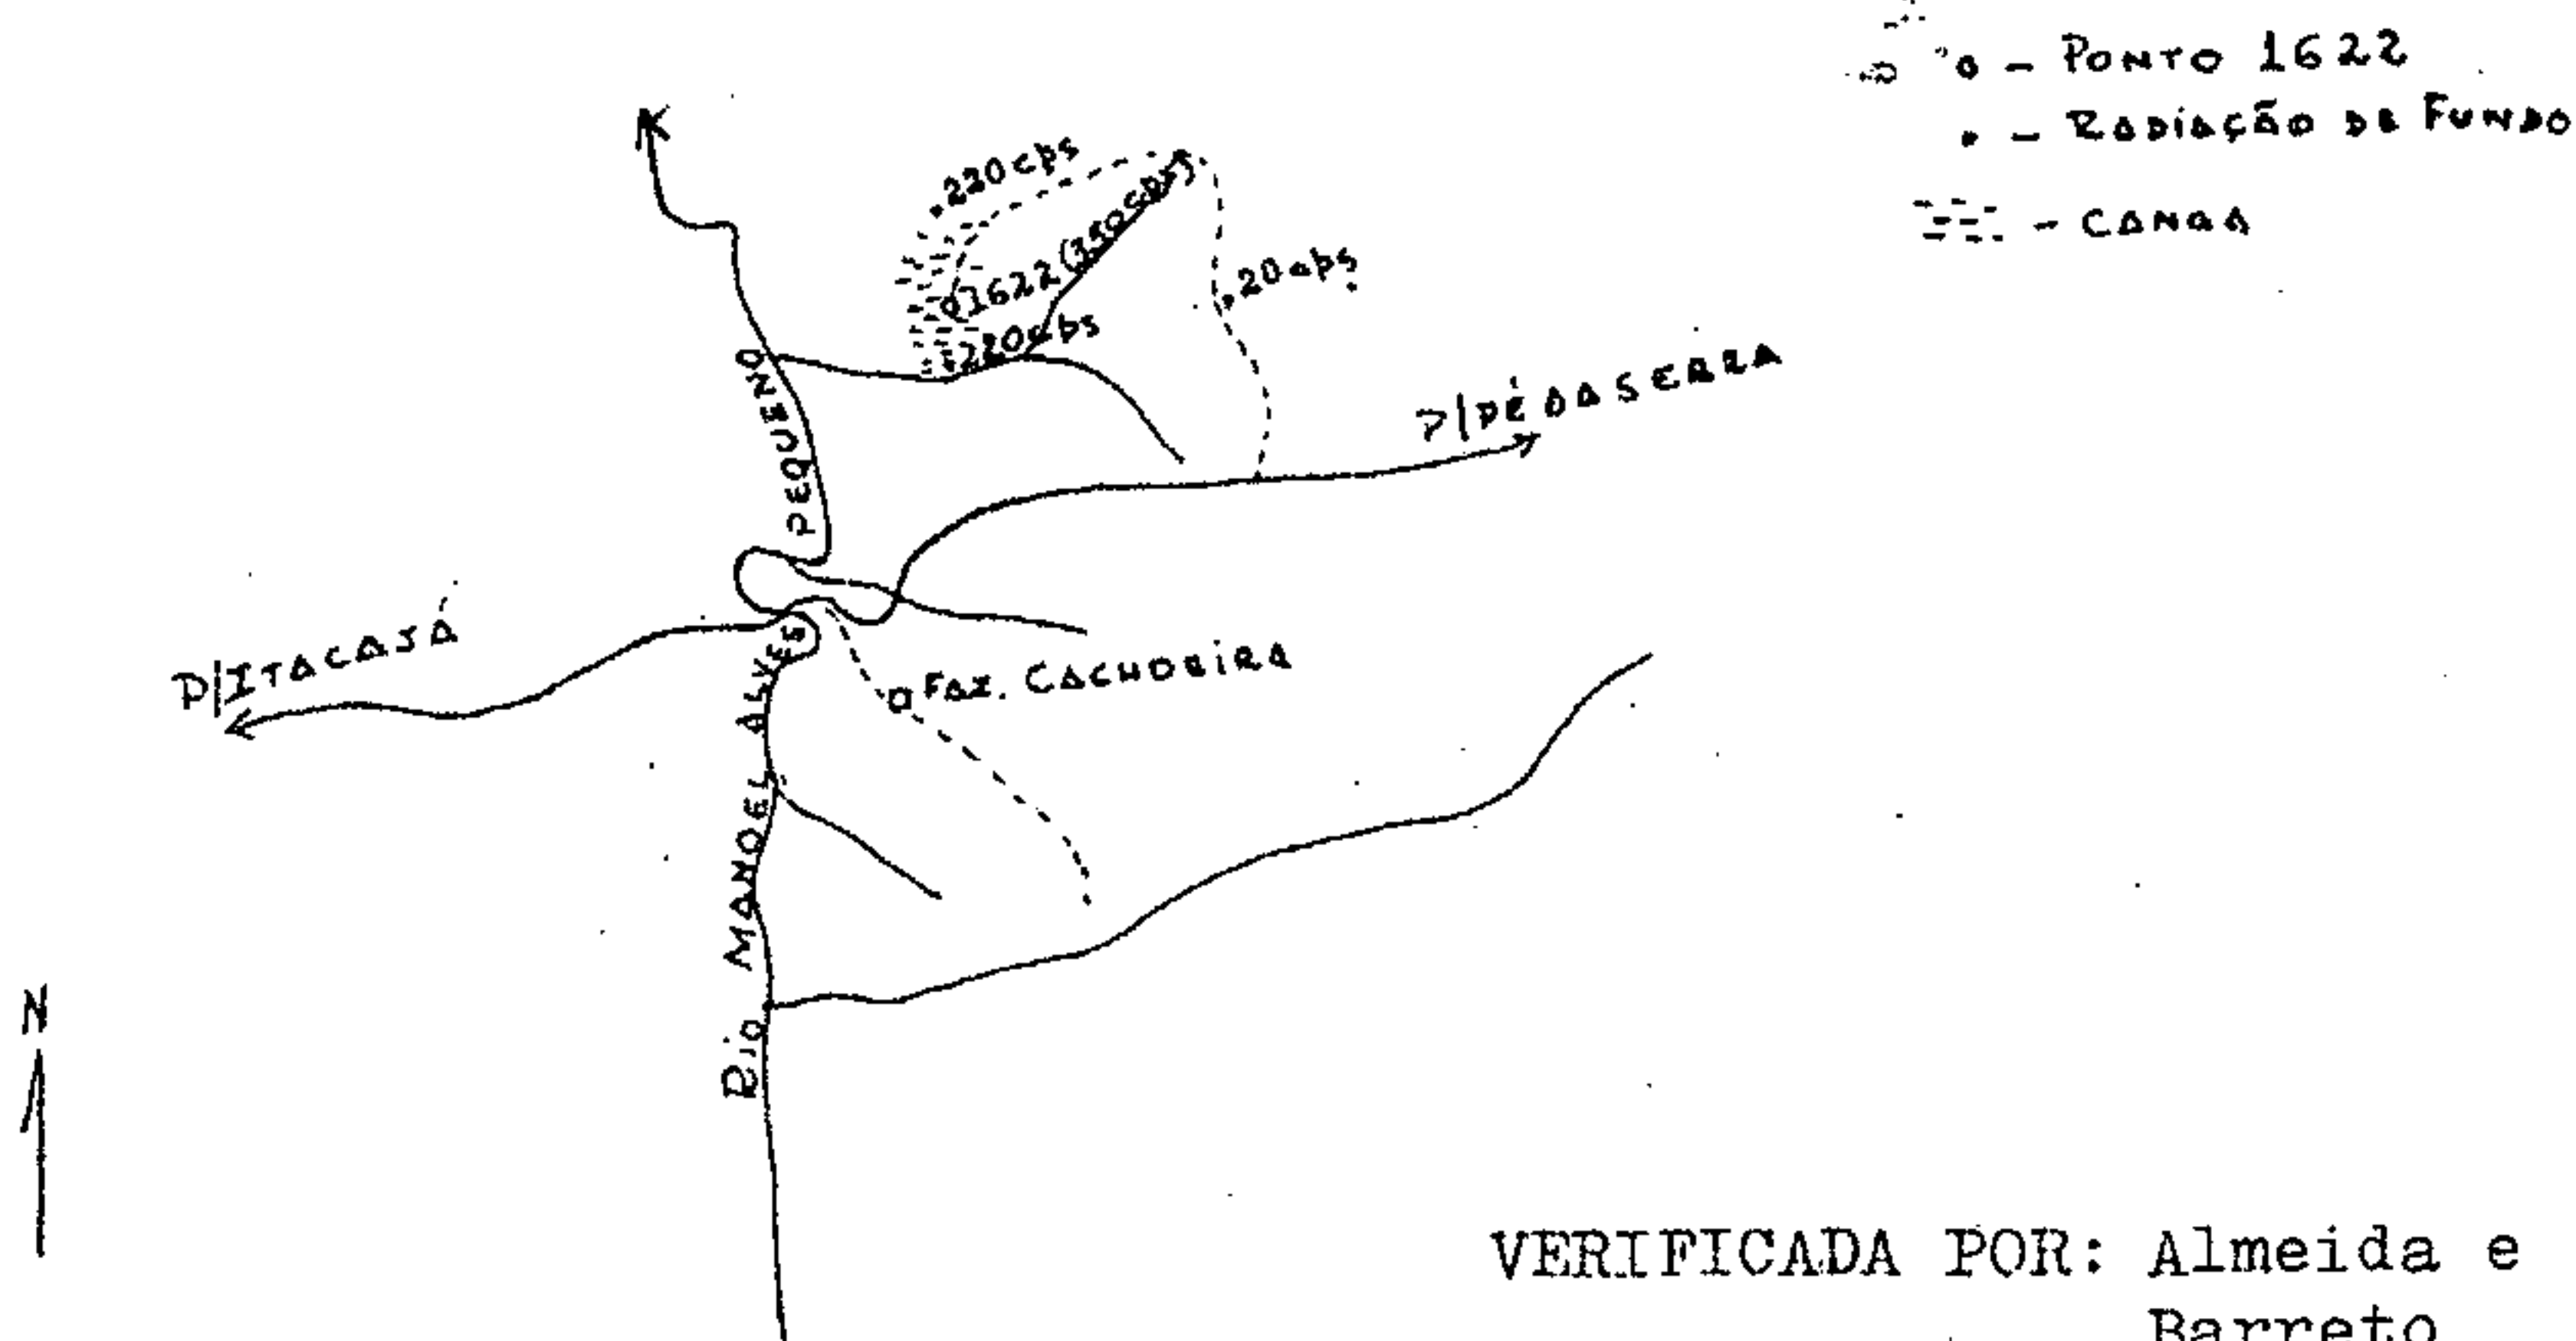 o - PONTO 1622
. - RADIAÇÃO DE FUNDO
- CANGA
.220 cps
1622 (350 cps)
.20 cps
.220 cps
P/PÉ DA SERRA
RIO MANOEL ALVES PEQUENO
P/ITACAJÁ
FAZ. CACHOEIRA
N
VERIFICADA POR: Almeida e
Barreto